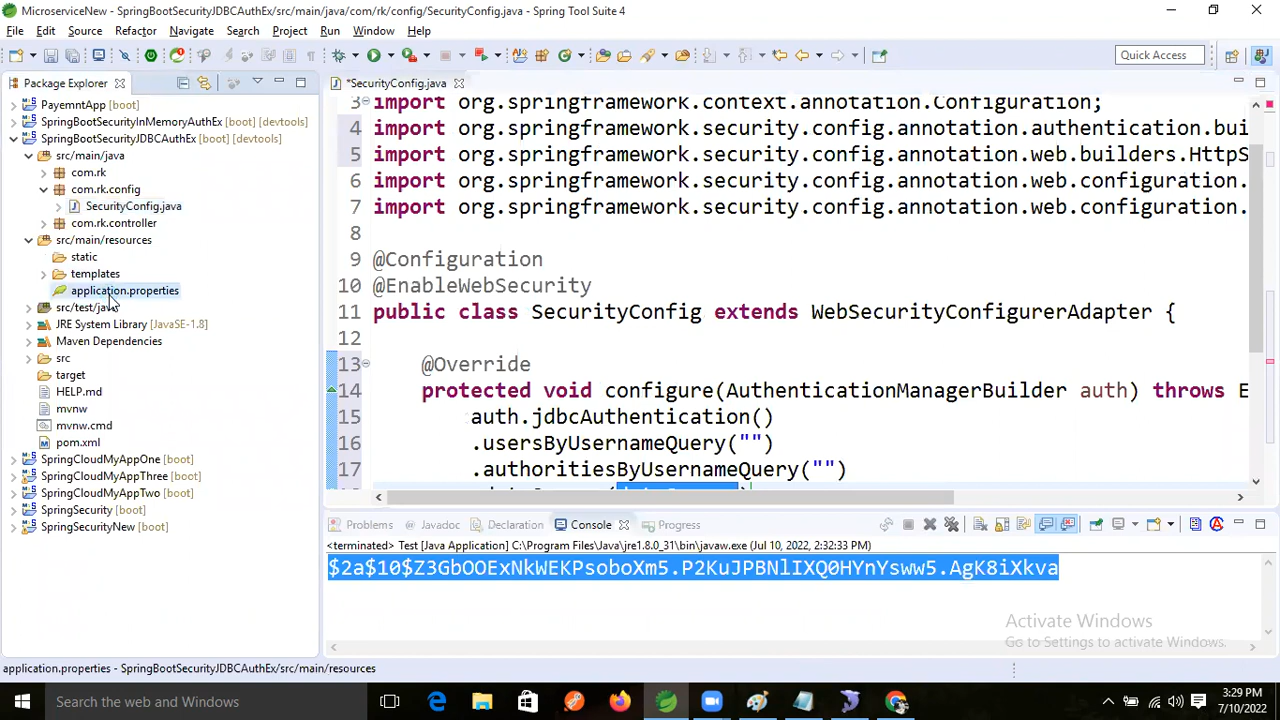 MicroserviceNew - SpringBootSecurityJDBCAuthEx/src/main/java/com/rk/config/SecurityConfig.java - Spring Tool Suite 4
File Edit Source Refactor Navigate Search Project Run Window Help
Quick Access
Package Explorer
PayemntApp [boot]
SpringBootSecurityInMemoryAuthEx [boot] [devtools]
SpringBootSecurityJDBCAuthEx [boot] [devtools]
src/main/java
com.rk
com.rk.config
SecurityConfig.java
com.rk.controller
src/main/resources
static
templates
application.properties
src/test/java
JRE System Library [JavaSE-1.8]
Maven Dependencies
src
target
HELP.md
mvnw
mvnw.cmd
pom.xml
SpringCloudMyAppOne [boot]
SpringCloudMyAppThree [boot]
SpringCloudMyAppTwo [boot]
SpringSecurity [boot]
SpringSecurityNew [boot]
*SecurityConfig.java
3 import org.springframework.context.annotation.Configuration;
4 import org.springframework.security.config.annotation.authentication.bui
5 import org.springframework.security.config.annotation.web.builders.HttpS
6 import org.springframework.security.config.annotation.web.configuration.
7 import org.springframework.security.config.annotation.web.configuration.
8
9 @Configuration
10 @EnableWebSecurity
11 public class SecurityConfig extends WebSecurityConfigurerAdapter {
12
13 @Override
14 protected void configure(AuthenticationManagerBuilder auth) throws E
15 auth.jdbcAuthentication()
16 .usersByUsernameQuery("")
17 .authoritiesByUsernameQuery("")
Problems Javadoc Declaration Console Progress
<terminated> Test [Java Application] C:\Program Files\Java\jre1.8.0_31\bin\javaw.exe (Jul 10, 2022, 2:32:33 PM)
$2a$10$Z3GbOOExNkWEKPsoboXm5.P2KuJPBNlIXQ0HYnYsww5.AgK8iXkva
Activate Windows
Go to Settings to activate Windows.
application.properties - SpringBootSecurityJDBCAuthEx/src/main/resources
Search the web and Windows
3:29 PM
7/10/2022